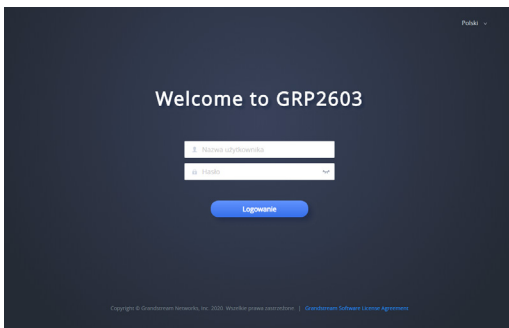 Polski
Welcome to GRP2603
Nazwa użytkownika
Hasło
Logowanie
Copyright © Grandstream Networks, Inc. 2020 Wszelkie prawa zastrzeżone | Grandstream Software License Agreement